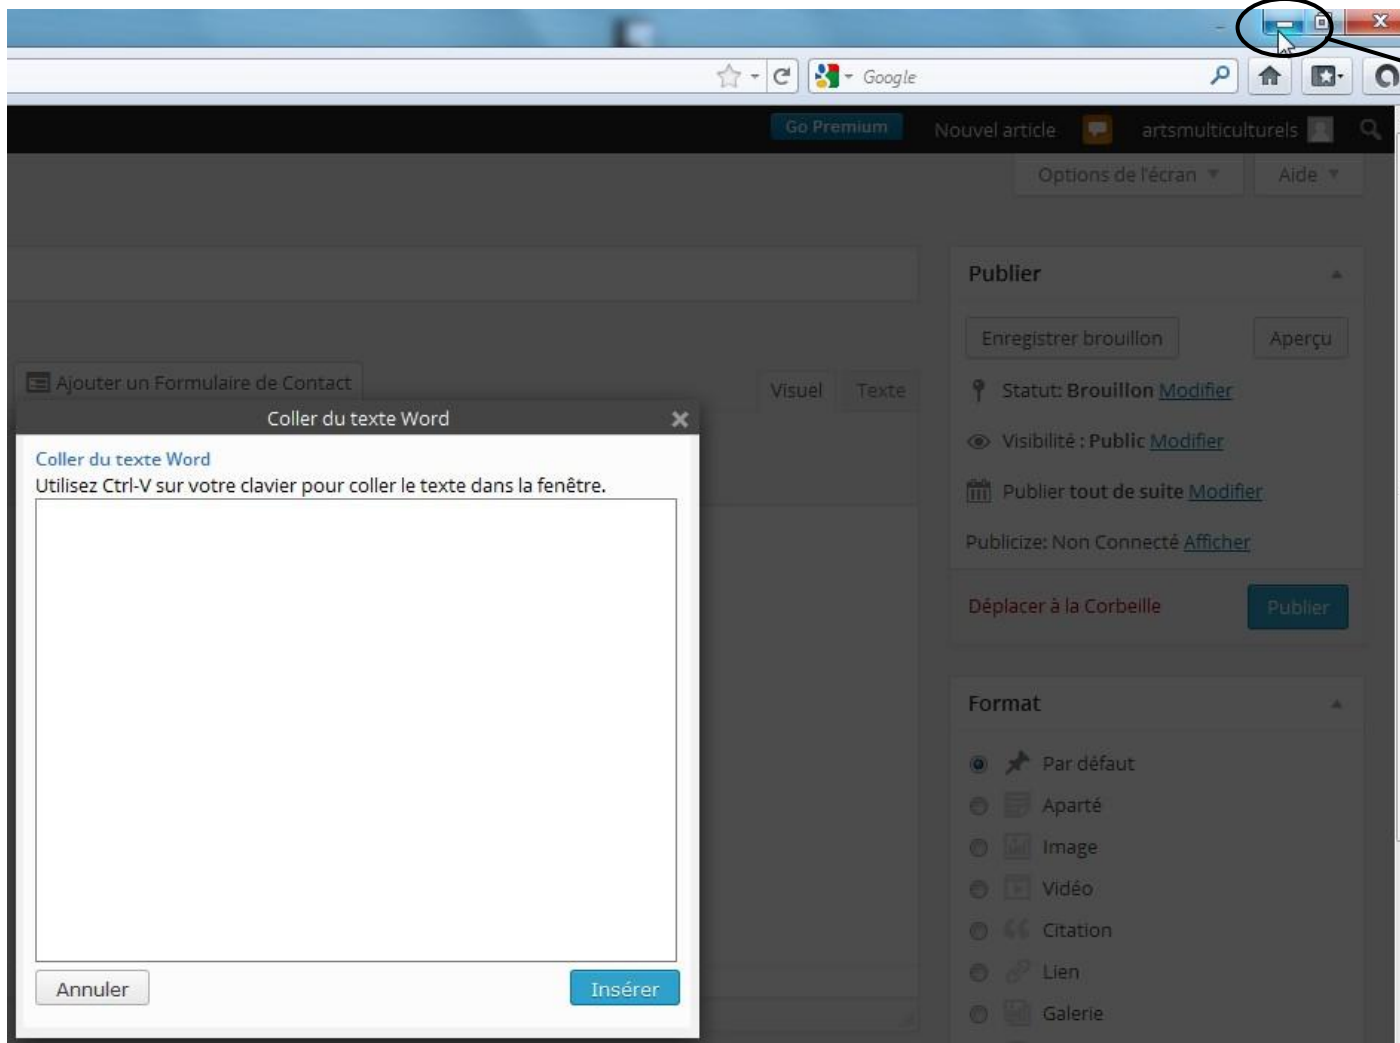 Google
Go Premium Nouvel article artsmulticulturels
Options de l'écran Aide
Publier
Enregistrer brouillon Aperçu
Ajouter un Formulaire de Contact
Visuel Texte
Statut: Brouillon Modifier
Coller du texte Word
Visibilité : Public Modifier
Coller du texte Word
Utilisez Ctrl-V sur votre clavier pour coller le texte dans la fenêtre.
Publier tout de suite Modifier
Publicize: Non Connecté Afficher
Déplacer à la Corbeille Publier
Format
Par défaut
Aparté
Image
Vidéo
Citation
Lien
Galerie
Annuler Insérer